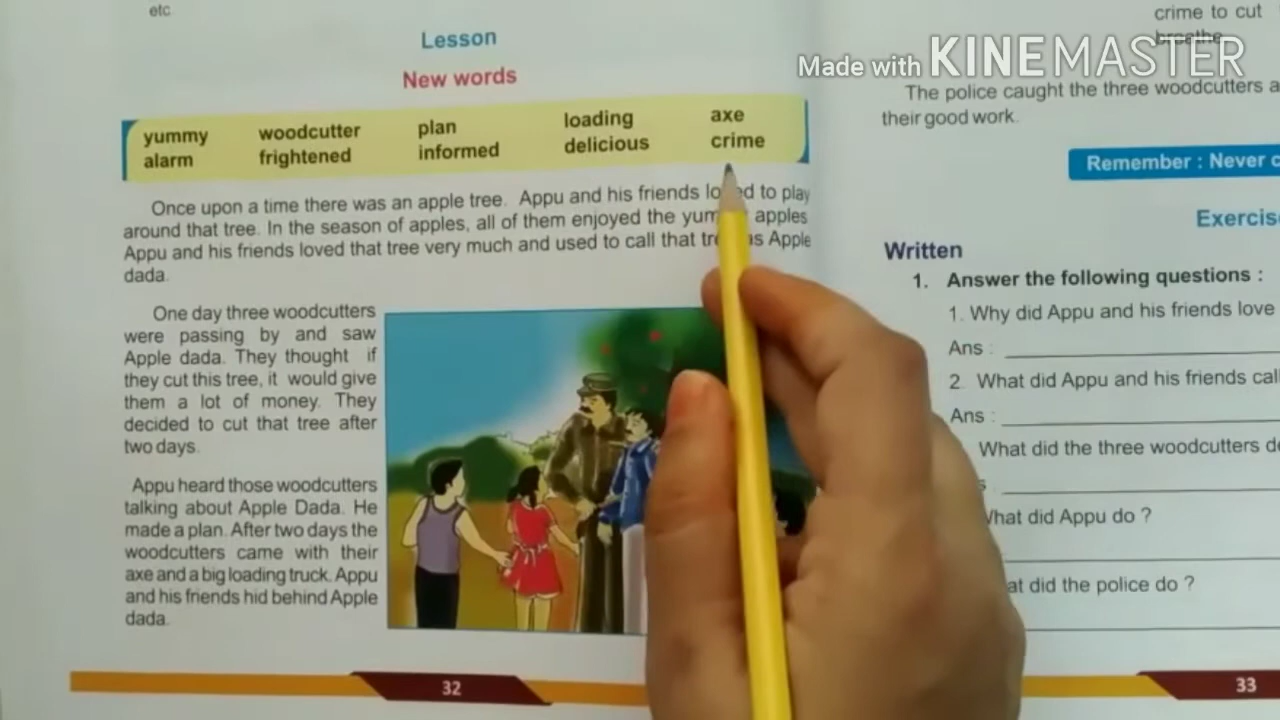 etc
Lesson
New words
yummy woodcutter plan loading axe
alarm frightened informed delicious crime
Once upon a time there was an apple tree. Appu and his friends loved to play
around that tree. In the season of apples, all of them enjoyed the apples
Appu and his friends loved that tree very much and used to call that as Apple
dada.
One day three woodcutters
were passing by and saw
Apple dada. They thought if
they cut this tree, it would give
them a lot of money. They
decided to cut that tree after
two days.
Appu heard those woodcutters
talking about Apple Dada. He
made a plan. After two days the
woodcutters came with their
axe and a big loading truck. Appu
and his friends hid behind Apple
dada.
32
crime to cut
breathe
Made with KINEMASTER
The police caught the three woodcutters a
their good work.
Remember : Never c
Exercis
Written
1. Answer the following questions :
1. Why did Appu and his friends love
Ans :
2. What did Appu and his friends call
Ans :
What did the three woodcutters d
What did Appu do ?
at did the police do ?
33